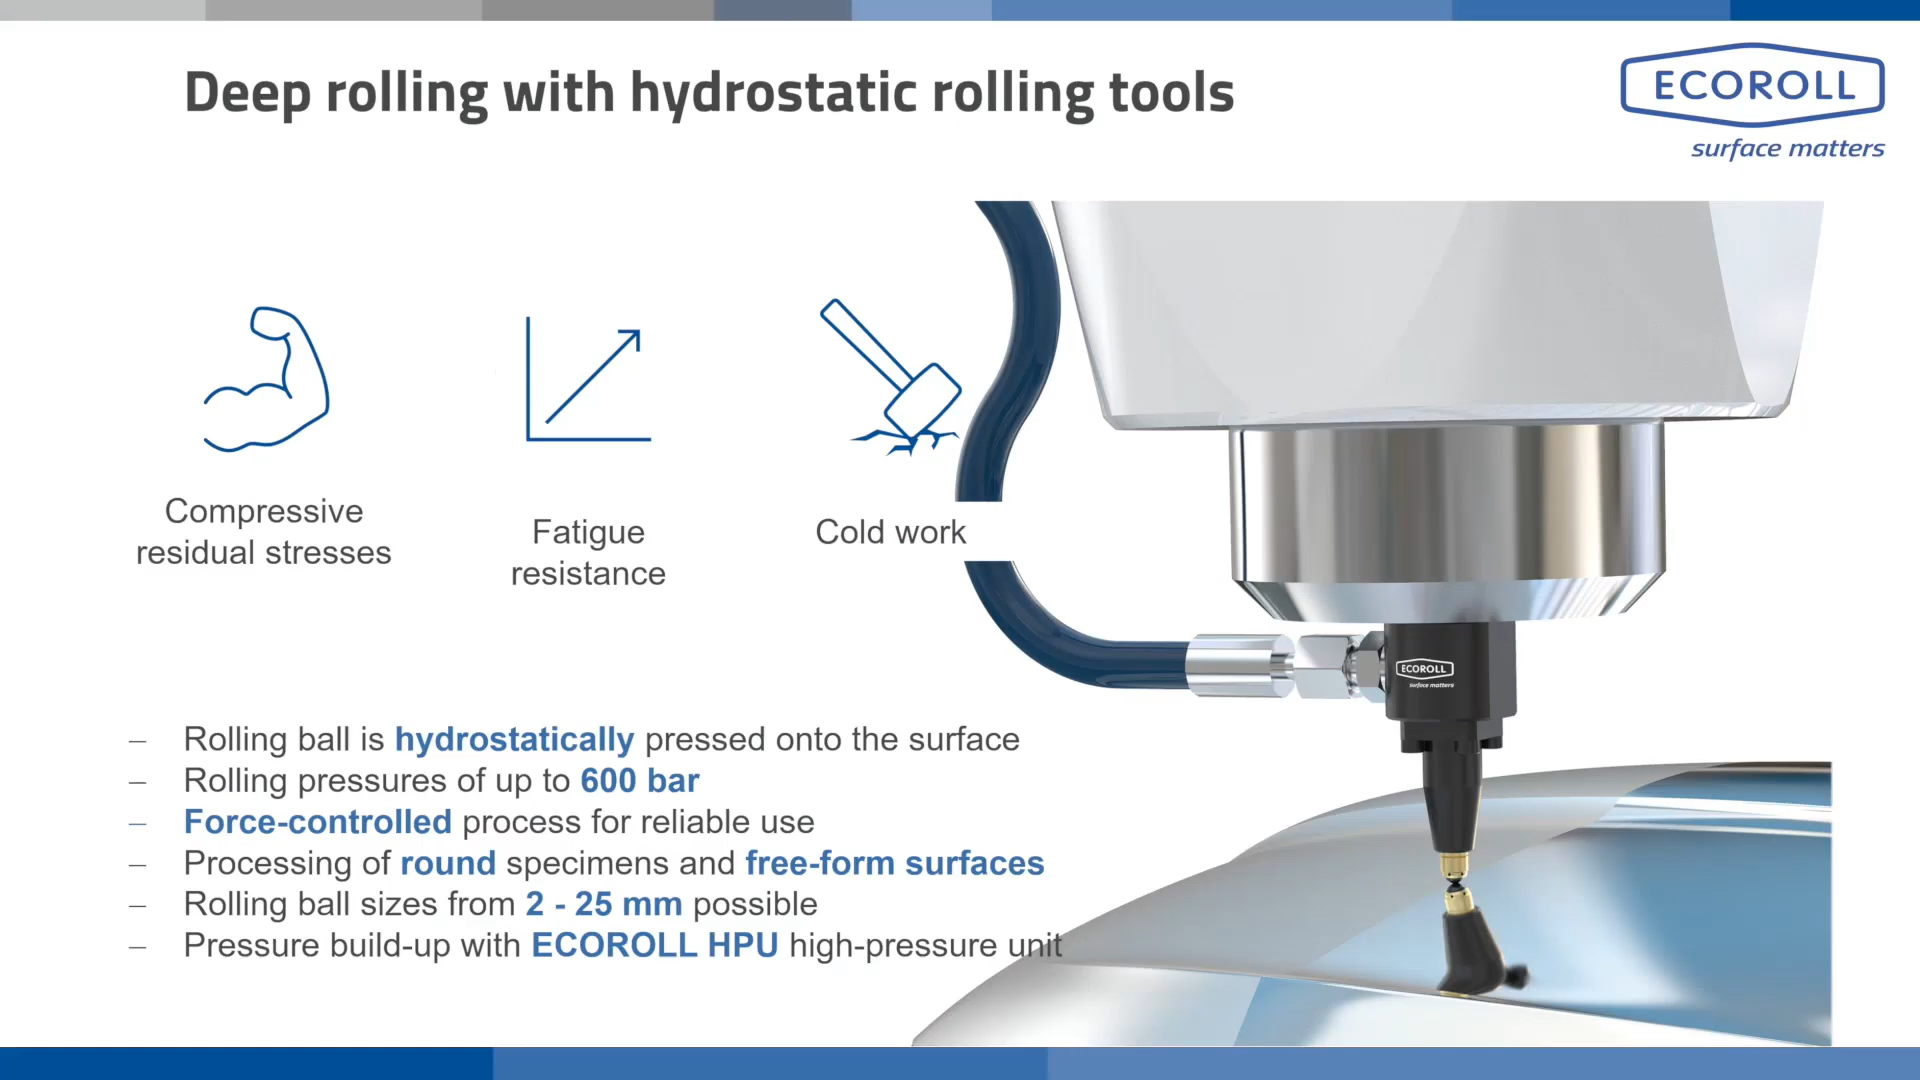 Deep rolling with hydrostatic rolling tools
ECOROLL
surface matters
Compressive
residual stresses
Fatigue
resistance
Cold work
ECOROLL
surface matters
– Rolling ball is hydrostatically pressed onto the surface
– Rolling pressures of up to 600 bar
– Force-controlled process for reliable use
– Processing of round specimens and free-form surfaces
– Rolling ball sizes from 2 - 25 mm possible
– Pressure build-up with ECOROLL HPU high-pressure unit